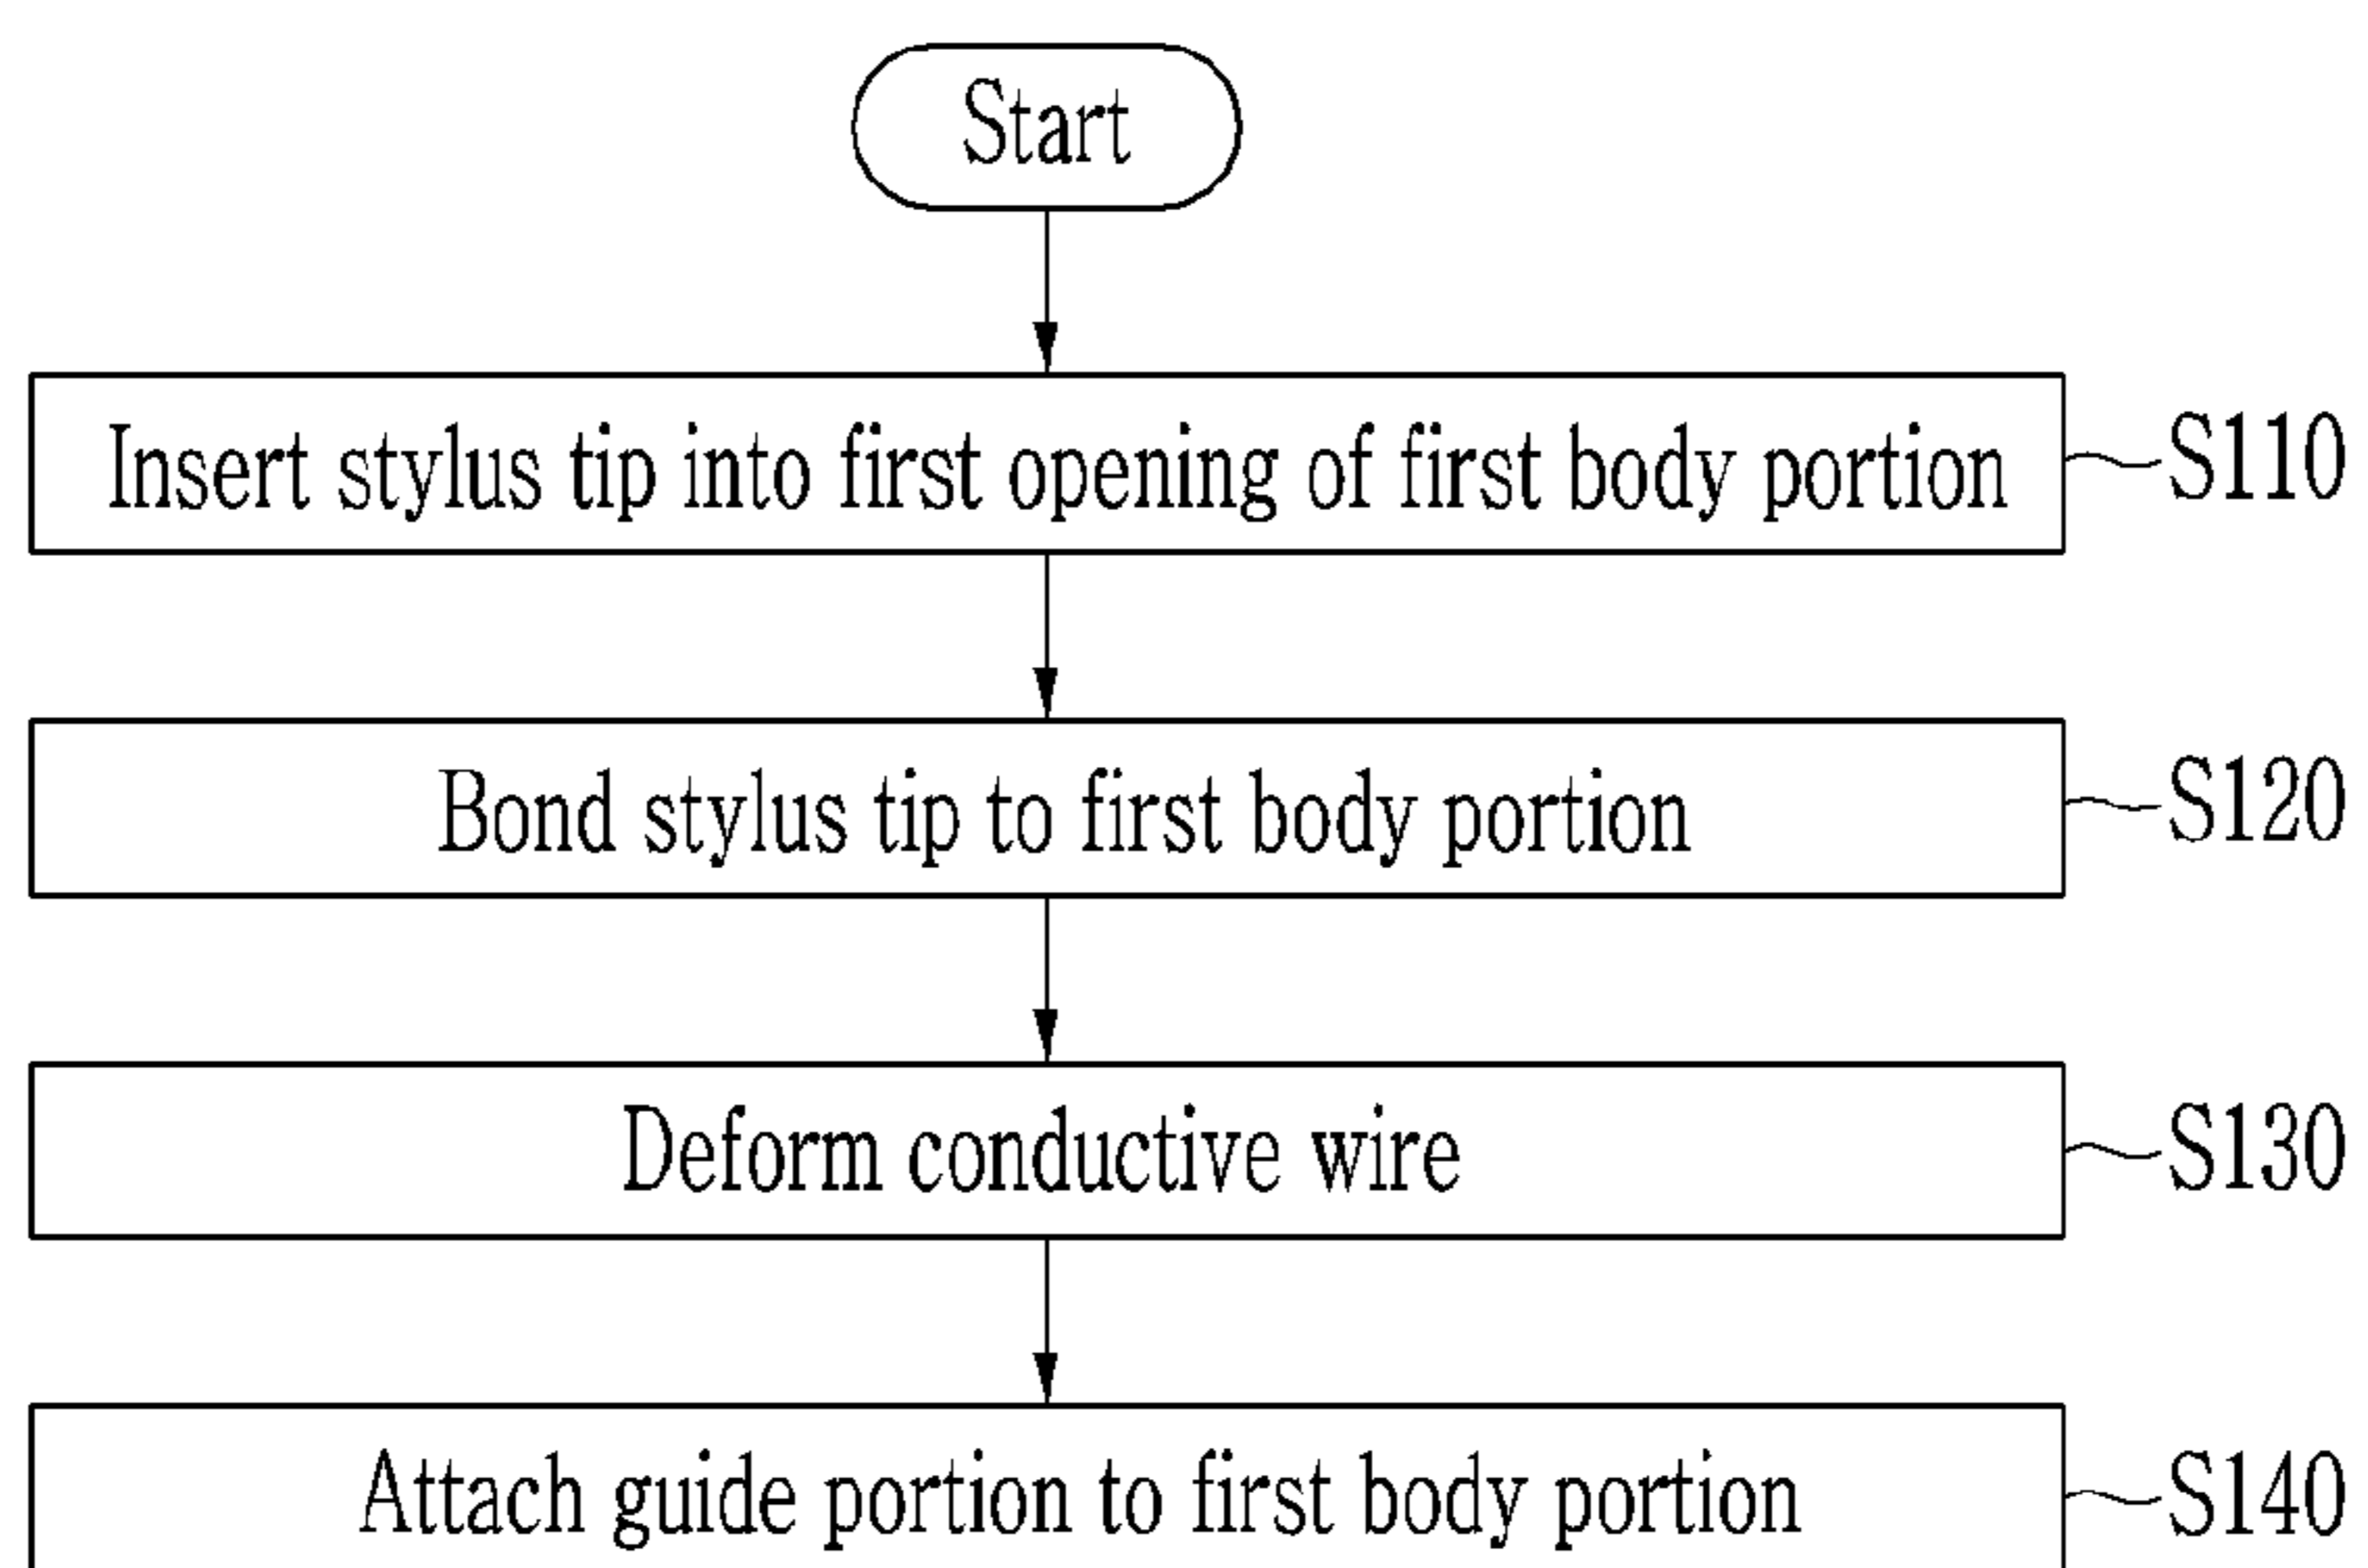 Start
Insert stylus tip into first opening of first body portion
S110
Bond stylus tip to first body portion
S120
Deform conductive wire
S130
Attach guide portion to first body portion
S140